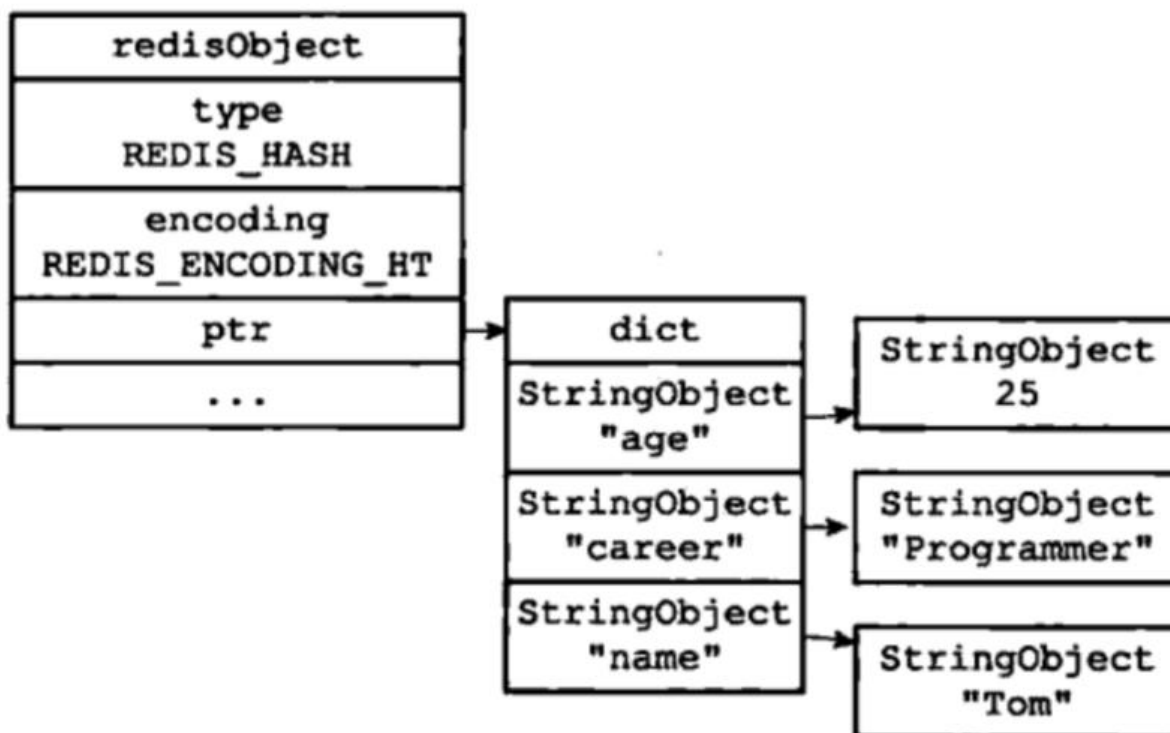 redisObject
type
REDIS_HASH
encoding
REDIS_ENCODING_HT
ptr
...
dict
StringObject
"age"
StringObject
"career"
StringObject
"name"
StringObject
25
StringObject
"Programmer"
StringObject
"Tom"